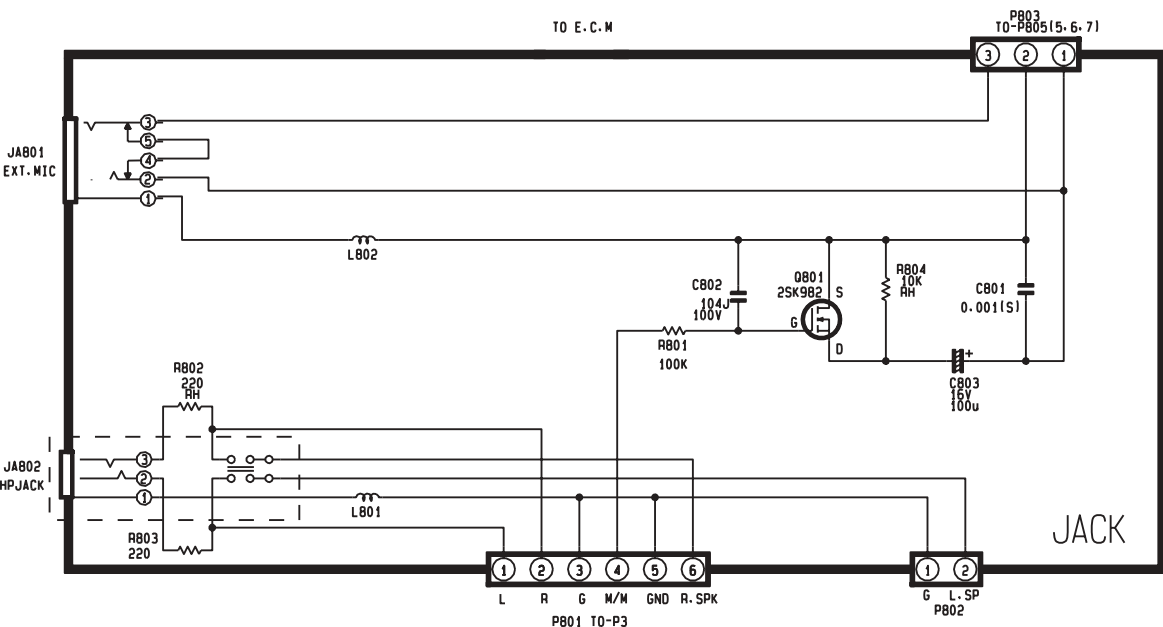 TO E.C.M
P803
TO-P805(5.6.7)
3 2 1
JA801
EXT.MIC
3
5
4
2
1
L802
C802
104J
100V
Q801
2SK982
S
G
D
R804
10K
RH
C801
0.001(S)
R801
100K
+
C803
16V
100u
R802
220
RH
JA802
HPJACK
3
2
1
L801
R803
220
JACK
1 2 3 4 5 6
L R G M/M GND R.SPK
P801 TO-P3
1 2
G L.SP
P802